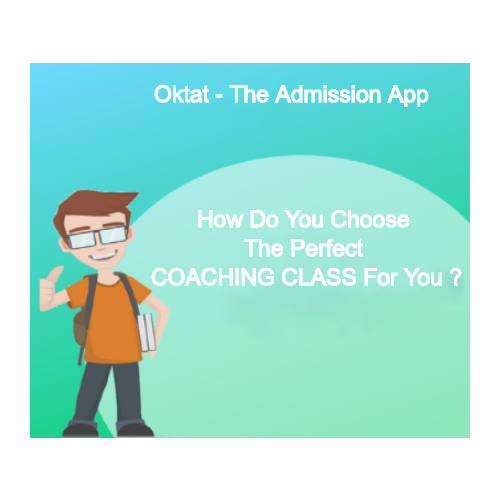 Oktat - The Admission App
How Do You Choose
The Perfect
COACHING CLASS For You ?